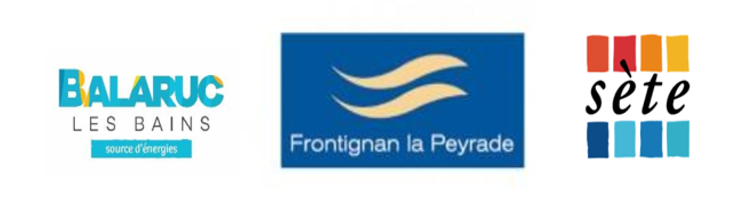 BALARUC
LES BAINS
source d'énergies
Frontignan la Peyrade
sète